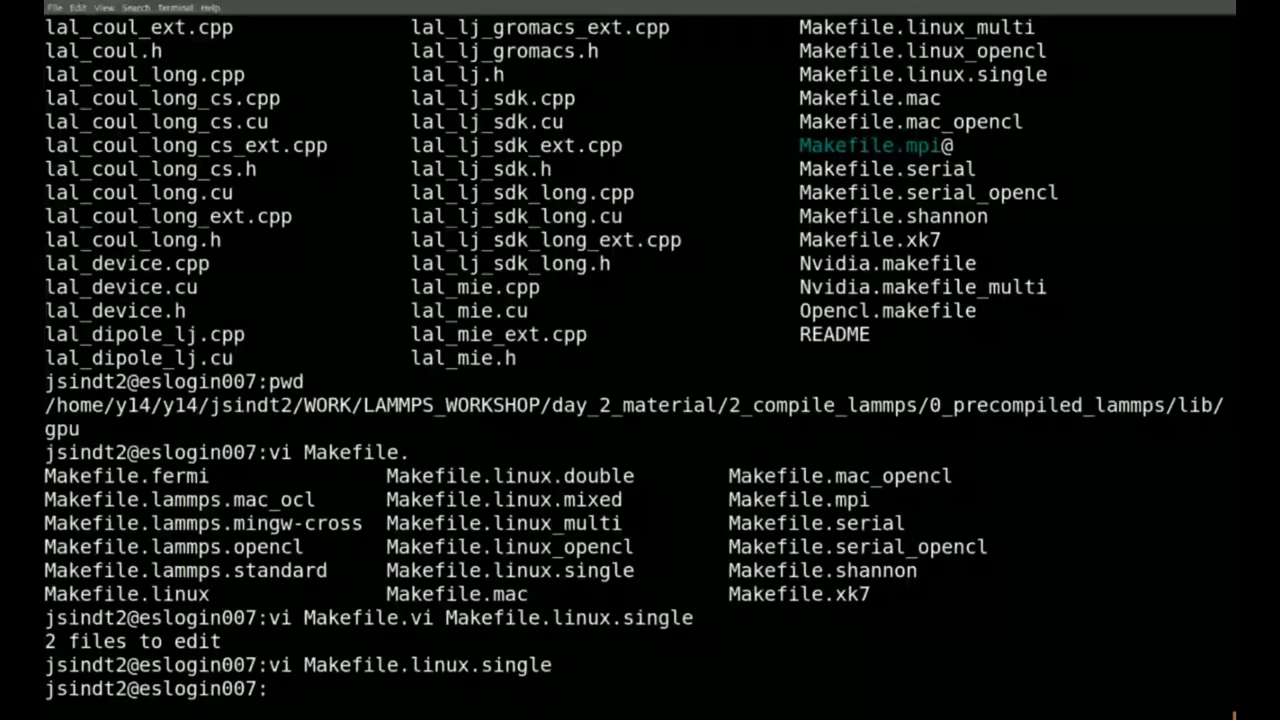 File Edit View Search Terminal Help
lal_coul_ext.cpp lal_lj_gromacs_ext.cpp Makefile.linux_multi
lal_coul.h lal_lj_gromacs.h Makefile.linux_opencl
lal_coul_long.cpp lal_lj.h Makefile.linux.single
lal_coul_long_cs.cpp lal_lj_sdk.cpp Makefile.mac
lal_coul_long_cs.cu lal_lj_sdk.cu Makefile.mac_opencl
lal_coul_long_cs_ext.cpp lal_lj_sdk_ext.cpp Makefile.mpi@
lal_coul_long_cs.h lal_lj_sdk.h Makefile.serial
lal_coul_long.cu lal_lj_sdk_long.cpp Makefile.serial_opencl
lal_coul_long_ext.cpp lal_lj_sdk_long.cu Makefile.shannon
lal_coul_long.h lal_lj_sdk_long_ext.cpp Makefile.xk7
lal_device.cpp lal_lj_sdk_long.h Nvidia.makefile
lal_device.cu lal_mie.cpp Nvidia.makefile_multi
lal_device.h lal_mie.cu Opencl.makefile
lal_dipole_lj.cpp lal_mie_ext.cpp README
lal_dipole_lj.cu lal_mie.h
jsindt2@eslogin007:pwd
/home/y14/y14/jsindt2/WORK/LAMMPS_WORKSHOP/day_2_material/2_compile_lammps/0_precompiled_lammps/lib/
gpu
jsindt2@eslogin007:vi Makefile.
Makefile.fermi Makefile.linux.double Makefile.mac_opencl
Makefile.lammps.mac_ocl Makefile.linux.mixed Makefile.mpi
Makefile.lammps.mingw-cross Makefile.linux_multi Makefile.serial
Makefile.lammps.opencl Makefile.linux_opencl Makefile.serial_opencl
Makefile.lammps.standard Makefile.linux.single Makefile.shannon
Makefile.linux Makefile.mac Makefile.xk7
jsindt2@eslogin007:vi Makefile.vi Makefile.linux.single
2 files to edit
jsindt2@eslogin007:vi Makefile.linux.single
jsindt2@eslogin007: